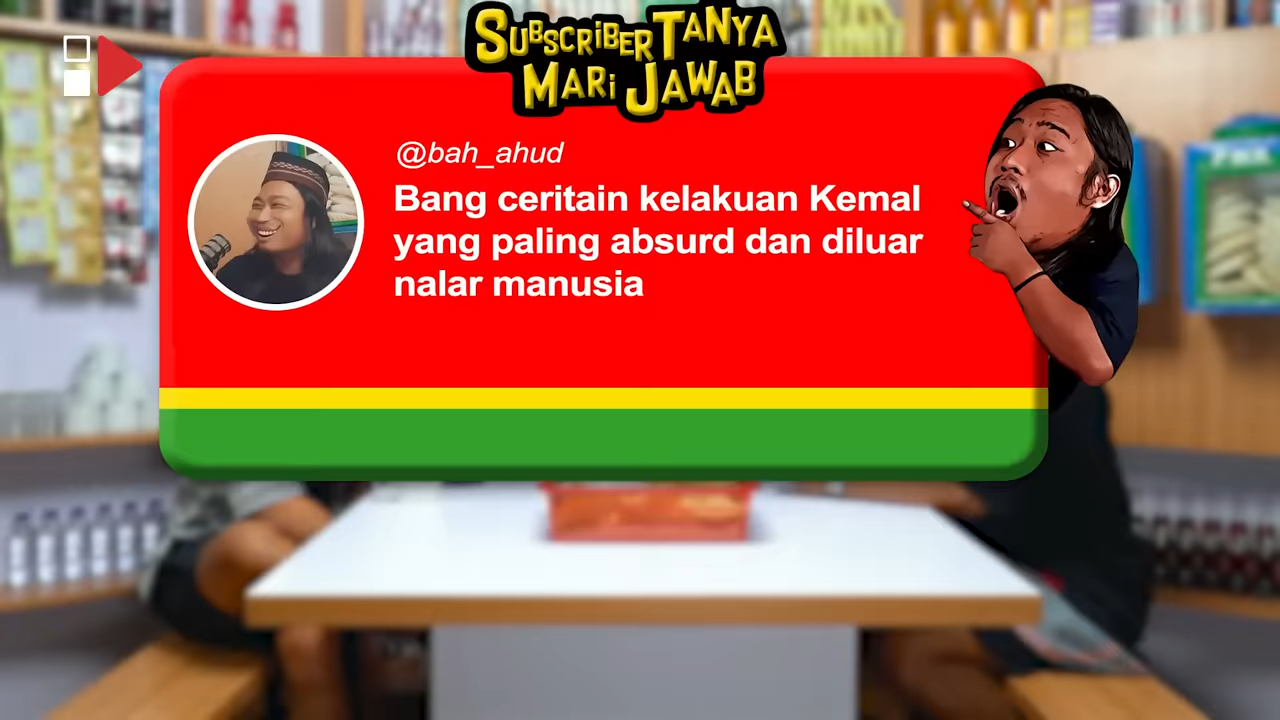 SUBSCRIBER TANYA
MARI JAWAB
@bah_ahud
Bang ceritain kelakuan Kemal
yang paling absurd dan diluar
nalar manusia